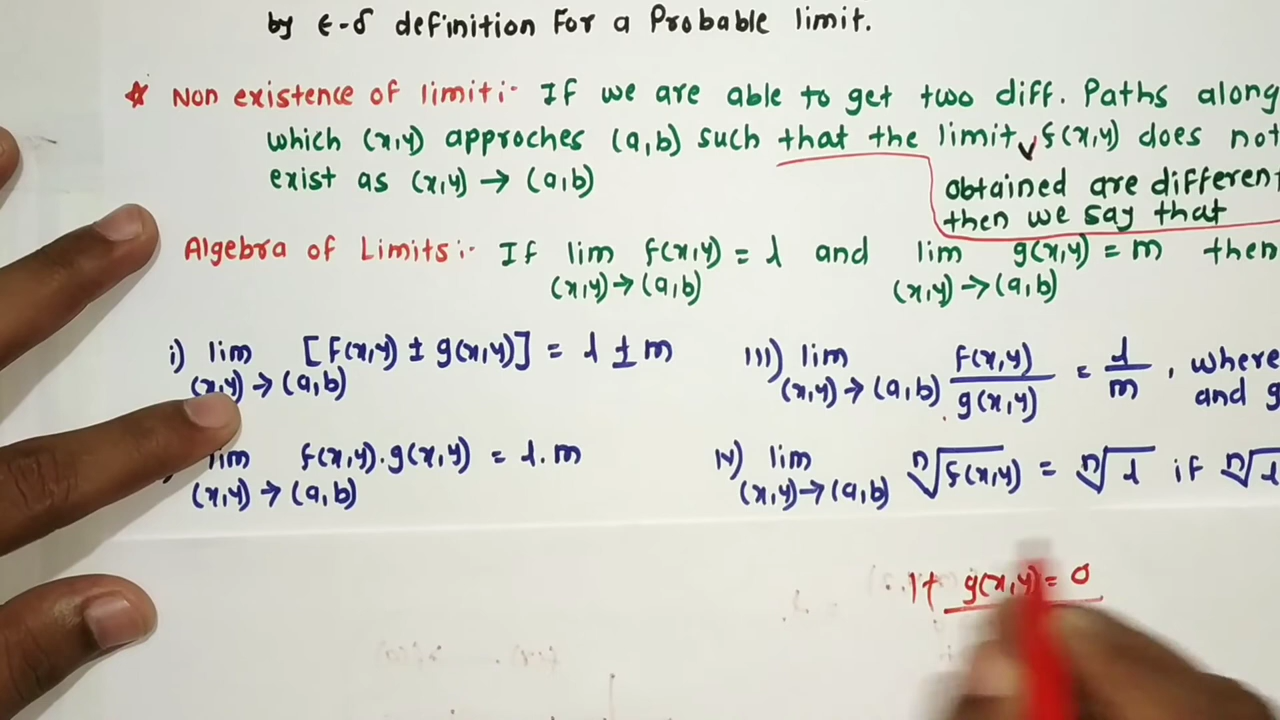 by ϵ-δ definition For a Probable limit.
☆ Non existence of limit:- If we are able to get two diff. Paths along
which (x,y) approches (a,b) such that the limit ✓ f(x,y) does not
exist as (x,y) → (a,b)
obtained are differen
then we say that
Algebra of Limits:- If lim f(x,y) = l and lim g(x,y) = m then
(x,y)→(a,b) (x,y)→(a,b)
i) lim [f(x,y) ± g(x,y)] = l ± m
(x,y)→(a,b)
lim f(x,y).g(x,y) = l.m
(x,y)→(a,b)
III) lim f(x,y)/g(x,y) = l/m, where
(x,y)→(a,b) and g
IV) lim ⁿ√f(x,y) = ⁿ√l if ⁿ√l
(x,y)→(a,b)
lt g(x,y) = 0